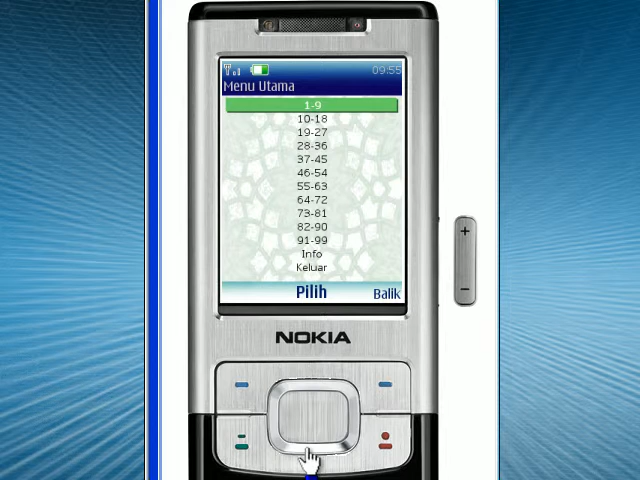 09:55
Menu Utama
1-9
10-18
19-27
28-36
37-45
46-54
55-63
64-72
73-81
82-90
91-99
Info
Keluar
Pilih Balik
NOKIA